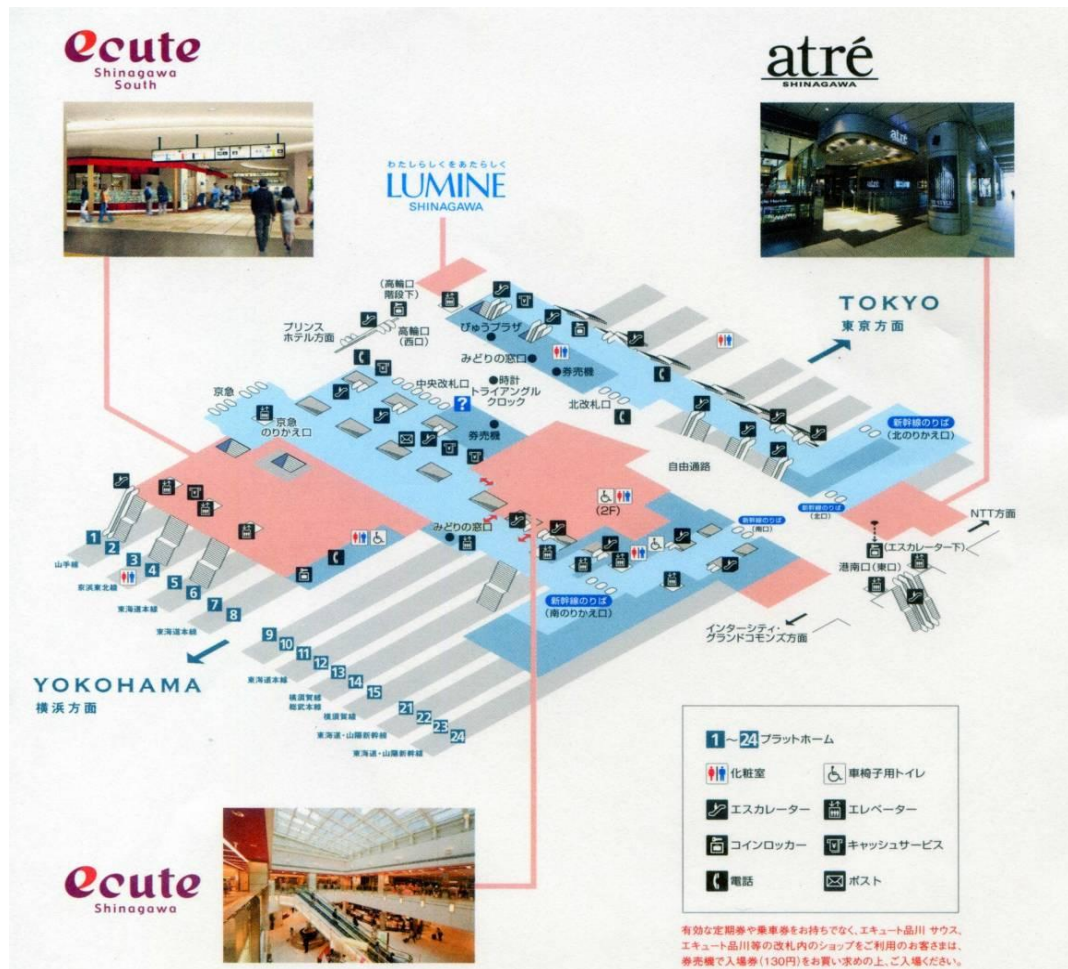 ecute
Shinagawa
South
atré
SHINAGAWA
わたしらしくをあたらしく
LUMINE
SHINAGAWA
(高輪口
階段下)
TOKYO
東京方面
プリンス
ホテル方面
高輪口
(西口)
びゅうプラザ
みどりの窓口
券売機
京急
中央改札口
時計
トライアングル
クロック
?
北改札口
京急
のりかえ口
券売機
新幹線のりば
(北のりかえ口)
自由通路
(2F)
新幹線のりば
(北口)
新幹線のりば
(南口)
NTT方面
みどりの窓口
(エスカレーター下)
港南口(東口)
1
2
3
4
5
6
7
8
山手線
京浜東北線
東海道本線
東海道本線
新幹線のりば
(南のりかえ口)
インターシティ・
グランドコモンズ方面
9
10
11
12
13
14
15
21
22
23
24
YOKOHAMA
横浜方面
東海道本線
横須賀線
総武本線
横須賀線
東海道・山陽新幹線
東海道・山陽新幹線
1~24プラットホーム
化粧室
車椅子用トイレ
エスカレーター
エレベーター
コインロッカー
キャッシュサービス
電話
ポスト
ecute
Shinagawa
有効な定期券や乗車券をお持ちでなく、エキュート品川 サウス、
エキュート品川等の改札内のショップをご利用のお客さまは、
券売機で入場券(130円)をお買い求めの上、ご入場ください。